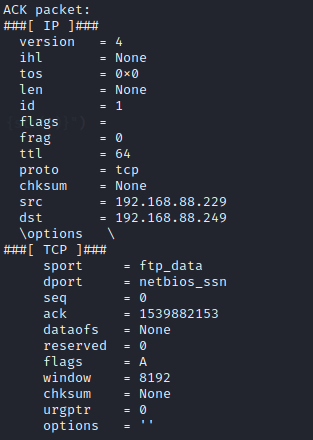 ACK packet:
###[ IP ]###
  version   = 4
  ihl       = None
  tos       = 0x0
  len       = None
  id        = 1
  flags     =
  frag      = 0
  ttl       = 64
  proto     = tcp
  chksum    = None
  src       = 192.168.88.229
  dst       = 192.168.88.249
  \options   \
###[ TCP ]###
     sport     = ftp_data
     dport     = netbios_ssn
     seq       = 0
     ack       = 1539882153
     dataofs   = None
     reserved  = 0
     flags     = A
     window    = 8192
     chksum    = None
     urgptr    = 0
     options   = ''